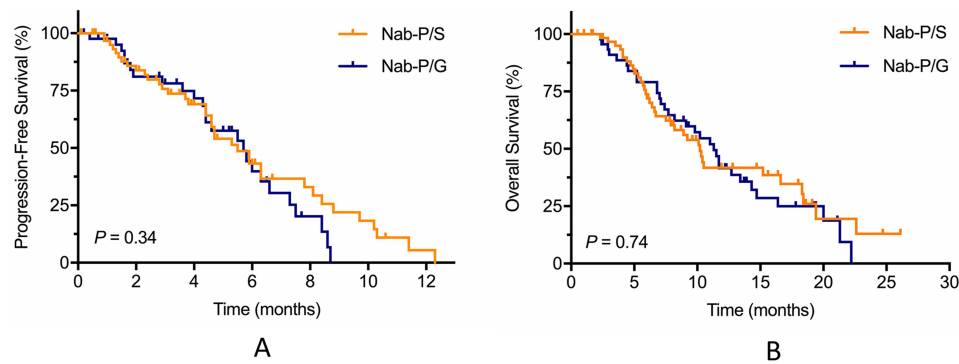 Progression-Free Survival (%)
100
75
50
25
0
Nab-P/S
Nab-P/G
P = 0.34
0 2 4 6 8 10 12
Time (months)
A
Overall Survival (%)
100
75
50
25
0
Nab-P/S
Nab-P/G
P = 0.74
0 5 10 15 20 25 30
Time (months)
B